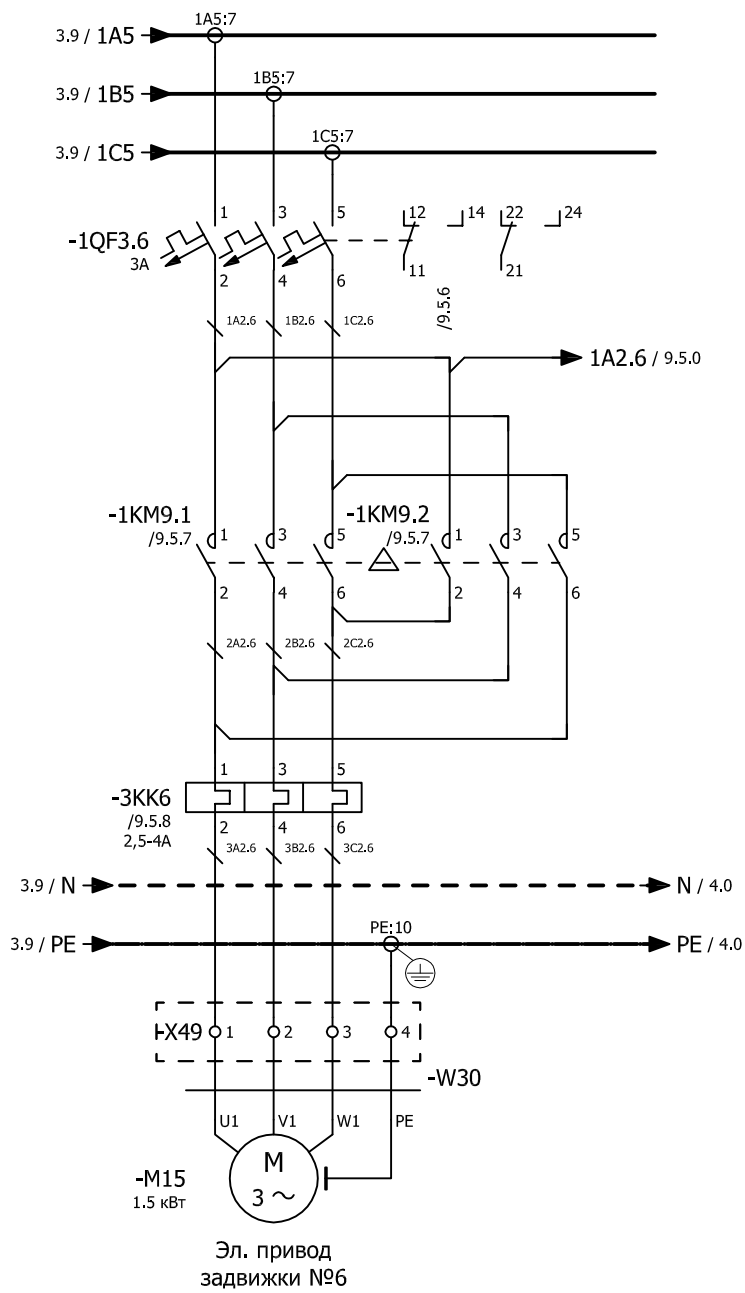 1A5:7
3.9 / 1A5
1B5:7
3.9 / 1B5
1C5:7
3.9 / 1C5
1 3 5 12 14 22 24
-1QF3.6
3A
2 4 6 11 21
/9.5.6
1A2.6 1B2.6 1C2.6
1A2.6 / 9.5.0
-1KM9.1 1 3 5 -1KM9.2 1 3 5
/9.5.7 /9.5.7
2 4 6 2 4 6
2A2.6 2B2.6 2C2.6
1 3 5
-3KK6
/9.5.8
2,5-4A
2 4 6
3A2.6 3B2.6 3C2.6
3.9 / N N / 4.0
PE:10
3.9 / PE PE / 4.0
-X49 1 2 3 4
-W30
U1 V1 W1 PE
-M15
1.5 кВт
M
3 ~
Эл. привод
задвижки №6